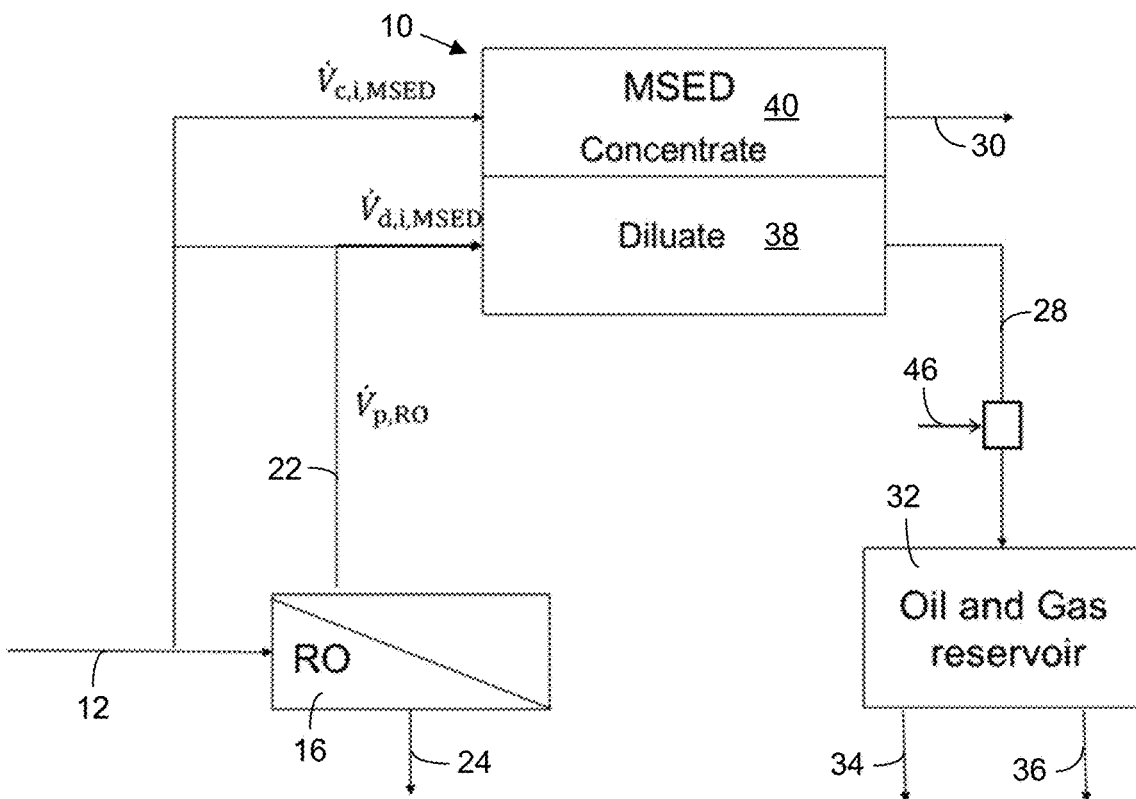 10
V̇c,i,MSED
MSED 40
Concentrate
30
V̇d,i,MSED
Diluate 38
28
46
V̇p,RO
22
32
Oil and Gas
reservoir
RO
12
16
24
34
36